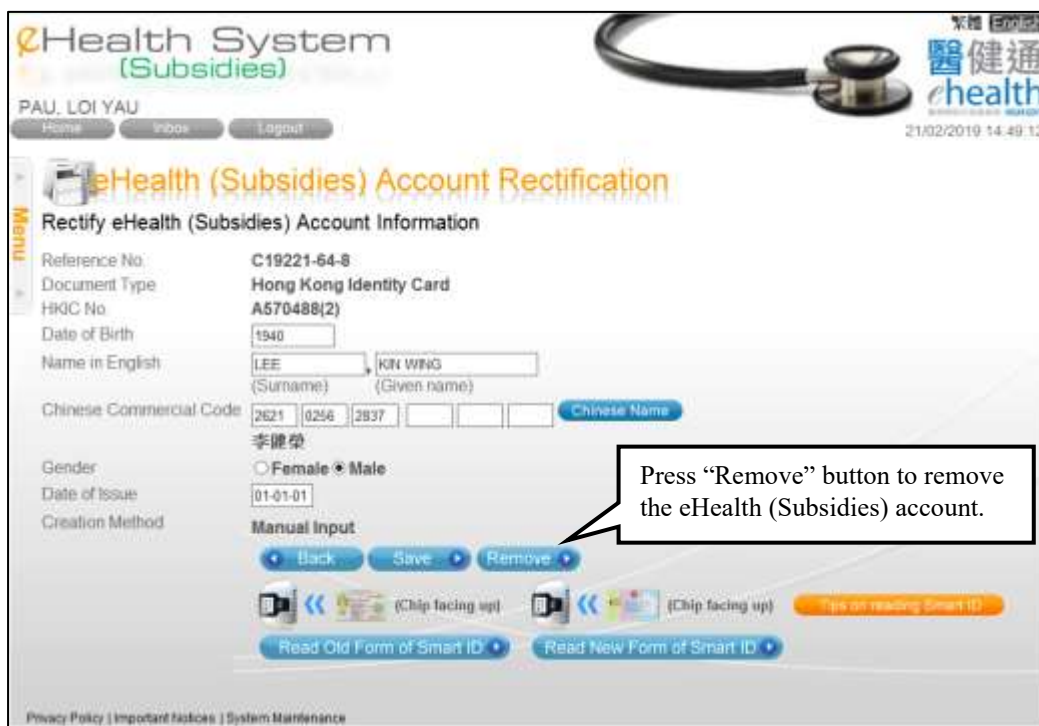 eHealth System
(Subsidies)
繁體 English
醫健通
ehealth
PAU, LOI YAU
Home Inbox Logout
21/02/2019 14:49:12
Menu
eHealth (Subsidies) Account Rectification
Rectify eHealth (Subsidies) Account Information
Reference No. C19221-64-8
Document Type Hong Kong Identity Card
HKIC No. A570488(2)
Date of Birth 1940
Name in English LEE , KIN WING
(Surname) (Given name)
Chinese Commercial Code 2621 0256 2837 Chinese Name
李健榮
Gender Female Male
Date of Issue 01-01-01
Creation Method Manual Input
Press “Remove” button to remove
the eHealth (Subsidies) account.
Back Save Remove
(Chip facing up) (Chip facing up) Tips on reading Smart ID
Read Old Form of Smart ID Read New Form of Smart ID
Privacy Policy | Important Notices | System Maintenance